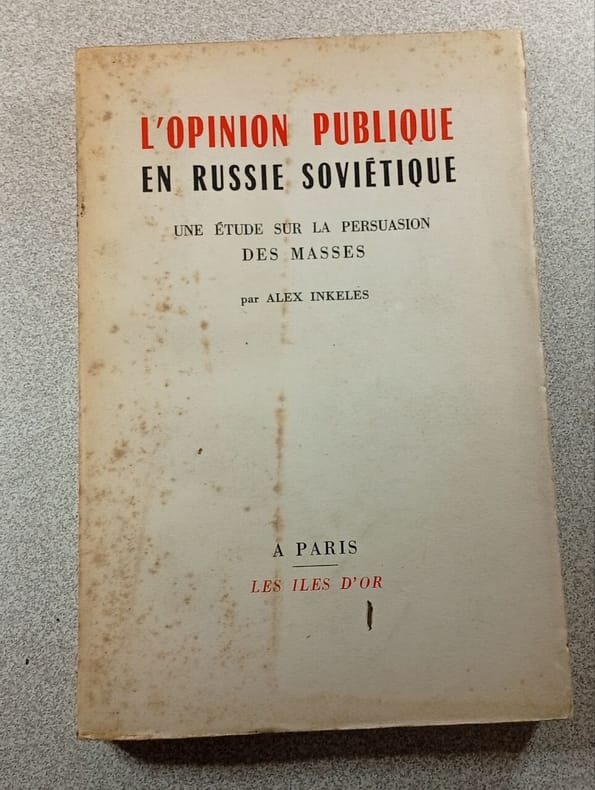 L'OPINION PUBLIQUE
EN RUSSIE SOVIÉTIQUE
UNE ÉTUDE SUR LA PERSUASION
DES MASSES
par ALEX INKELES
A PARIS
LES ILES D'OR